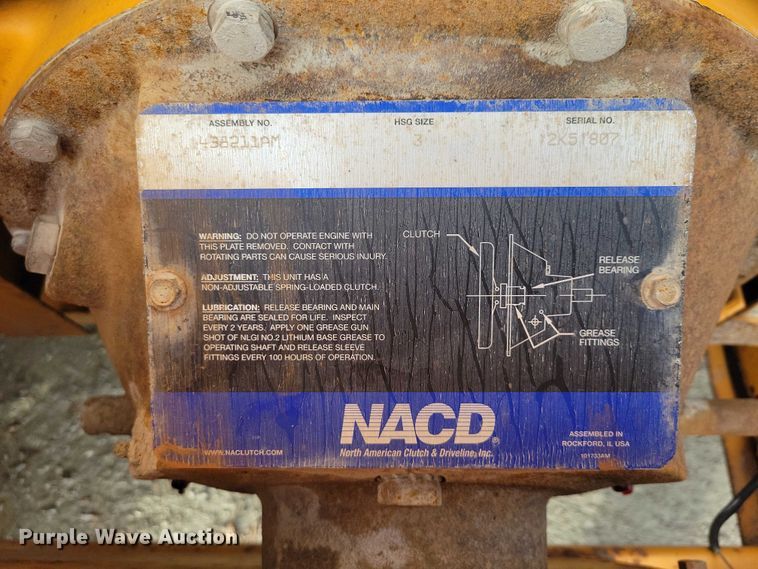 ASSEMBLY NO. HSG SIZE SERIAL NO.
438211AM 3
WARNING: DO NOT OPERATE ENGINE WITH
THIS PLATE REMOVED. CONTACT WITH
ROTATING PARTS CAN CAUSE SERIOUS INJURY.
ADJUSTMENT: THIS UNIT HAS A
NON-ADJUSTABLE SPRING-LOADED CLUTCH.
LUBRICATION: RELEASE BEARING AND MAIN
BEARING ARE SEALED FOR LIFE. INSPECT
EVERY 2 YEARS. APPLY ONE GREASE GUN
SHOT OF NLGI NO.2 LITHIUM BASE GREASE TO
OPERATING SHAFT AND RELEASE SLEEVE
FITTINGS EVERY 100 HOURS OF OPERATION.
CLUTCH
RELEASE
BEARING
GREASE
FITTINGS
NACD®
North American Clutch & Driveline, Inc.
WWW.NACLUTCH.COM
ASSEMBLED IN
ROCKFORD, IL USA
101733AM
Purple Wave Auction